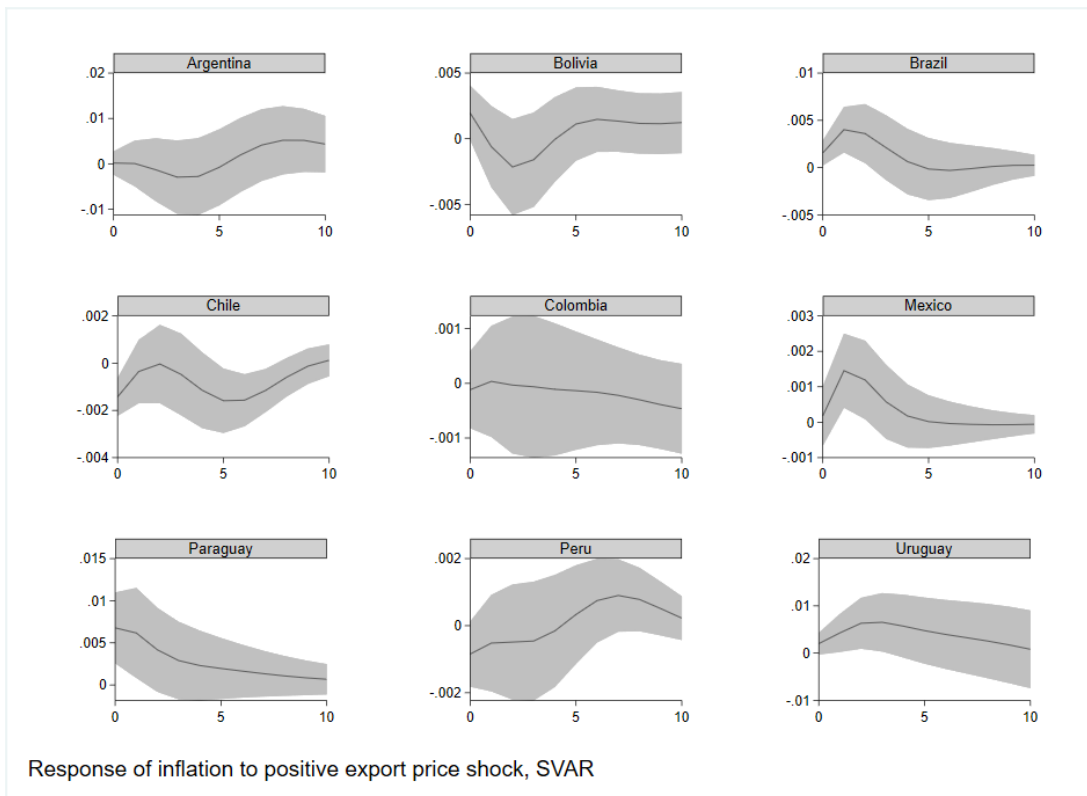 Argentina
.02
.01
0
-.01
0 5 10
Bolivia
.005
0
-.005
0 5 10
Brazil
.01
.005
0
-.005
0 5 10
Chile
.002
0
-.002
-.004
0 5 10
Colombia
.001
0
-.001
0 5 10
Mexico
.003
.002
.001
0
-.001
0 5 10
Paraguay
.015
.01
.005
0
0 5 10
Peru
.002
0
-.002
0 5 10
Uruguay
.02
.01
0
-.01
0 5 10
Response of inflation to positive export price shock, SVAR